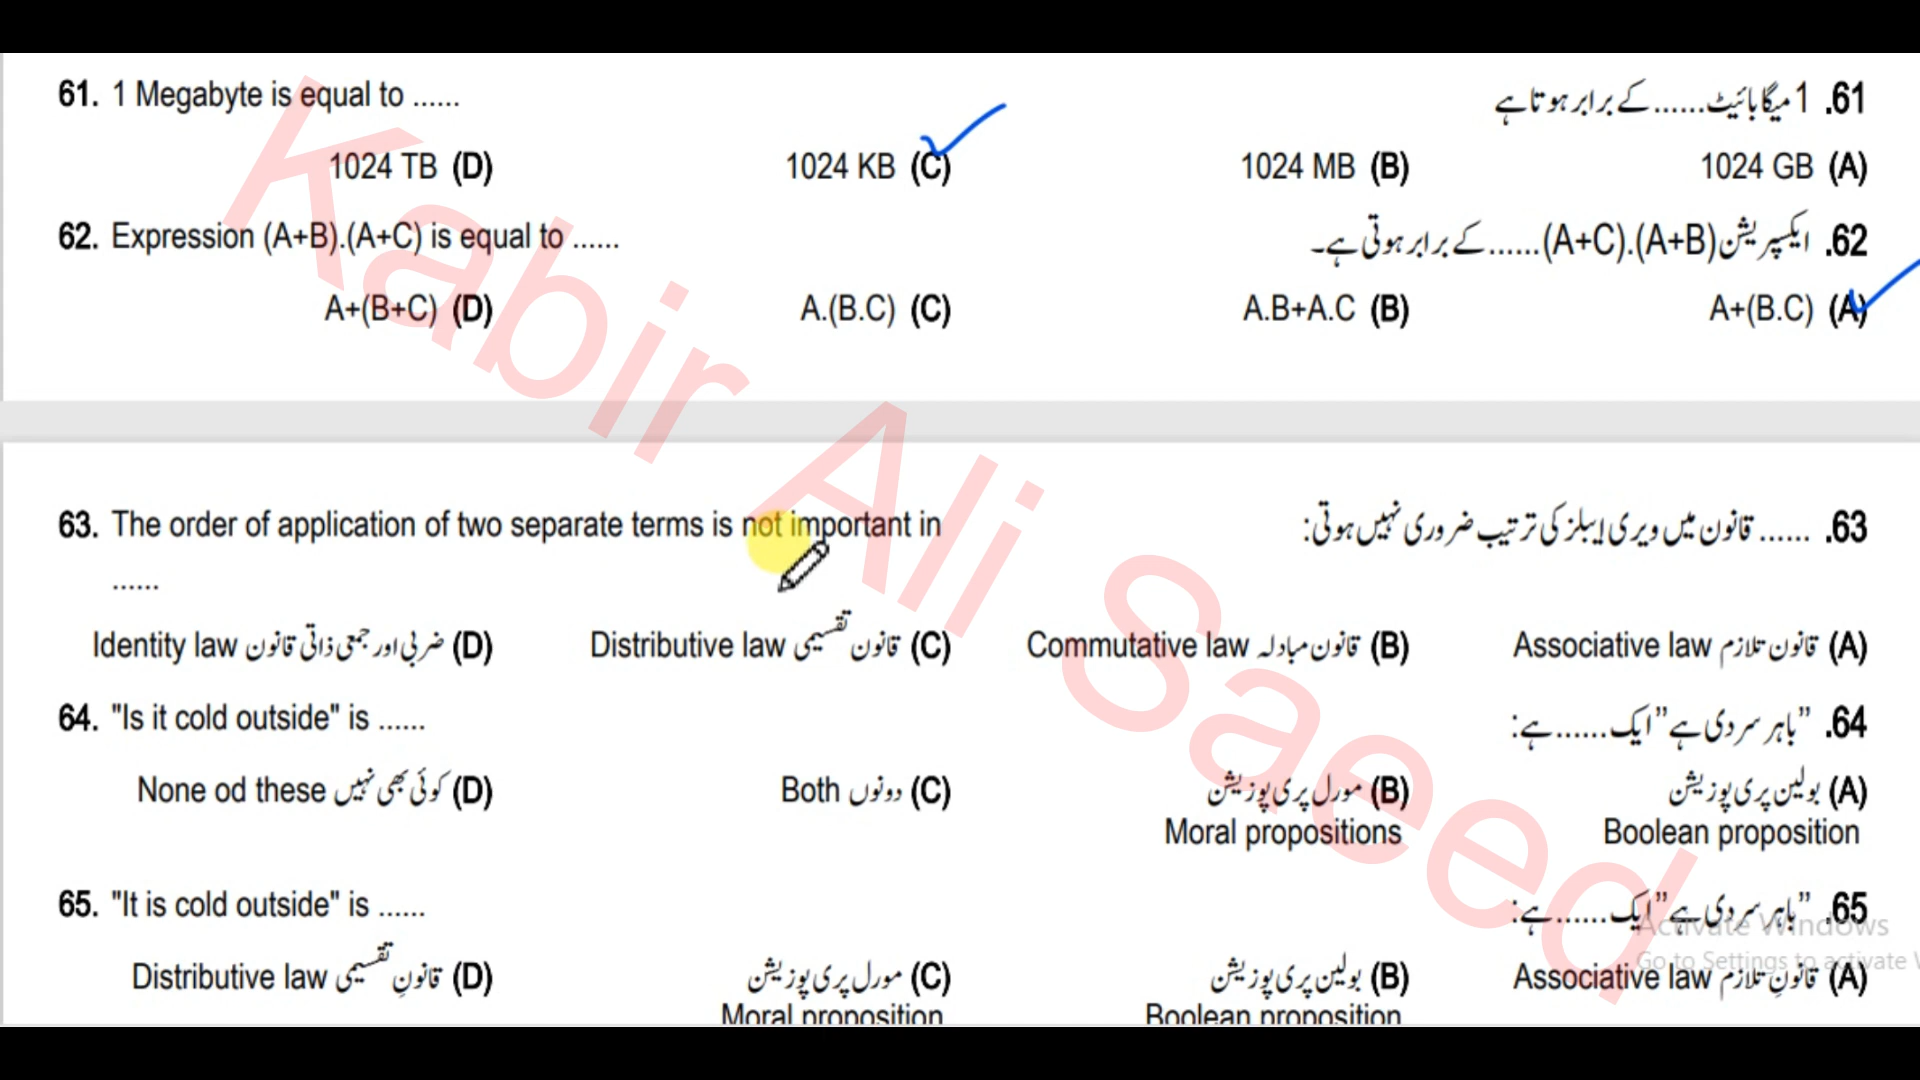 61. 1 Megabyte is equal to ......
61. 1 میگا بائیٹ......کے برابر ہوتا ہے
1024 TB (D)
1024 KB (C)
1024 MB (B)
1024 GB (A)
62. Expression (A+B).(A+C) is equal to ......
62. ایکسپریشن (A+B).(A+C)......کے برابر ہوتی ہے۔
A+(B+C) (D)
A.(B.C) (C)
A.B+A.C (B)
A+(B.C) (A)
63. The order of application of two separate terms is not important in
......
63. ...... قانون میں ویری ایبلز کی ترتیب ضروری نہیں ہوتی:
Identity law ضربی اور جمعی ذاتی قانون (D)
Distributive law قانون تقسیمی (C)
Commutative law قانون مبادلہ (B)
Associative law قانون تلازم (A)
64. "Is it cold outside" is ......
64. ”باہر سردی ہے” ایک......ہے:
None od these کوئی بھی نہیں (D)
Both دونوں (C)
مورل پری پوزیشن (B)
Moral propositions
بولین پری پوزیشن (A)
Boolean proposition
65. "It is cold outside" is ......
65. ”باہر سردی ہے” ایک......ہے:
Distributive law قانونِ تقسیمی (D)
مورل پری پوزیشن (C)
Moral proposition
بولین پری پوزیشن (B)
Boolean proposition
Associative law قانونِ تلازم (A)
Kabir Ali Saeed
Activate Windows
Go to Settings to activate W